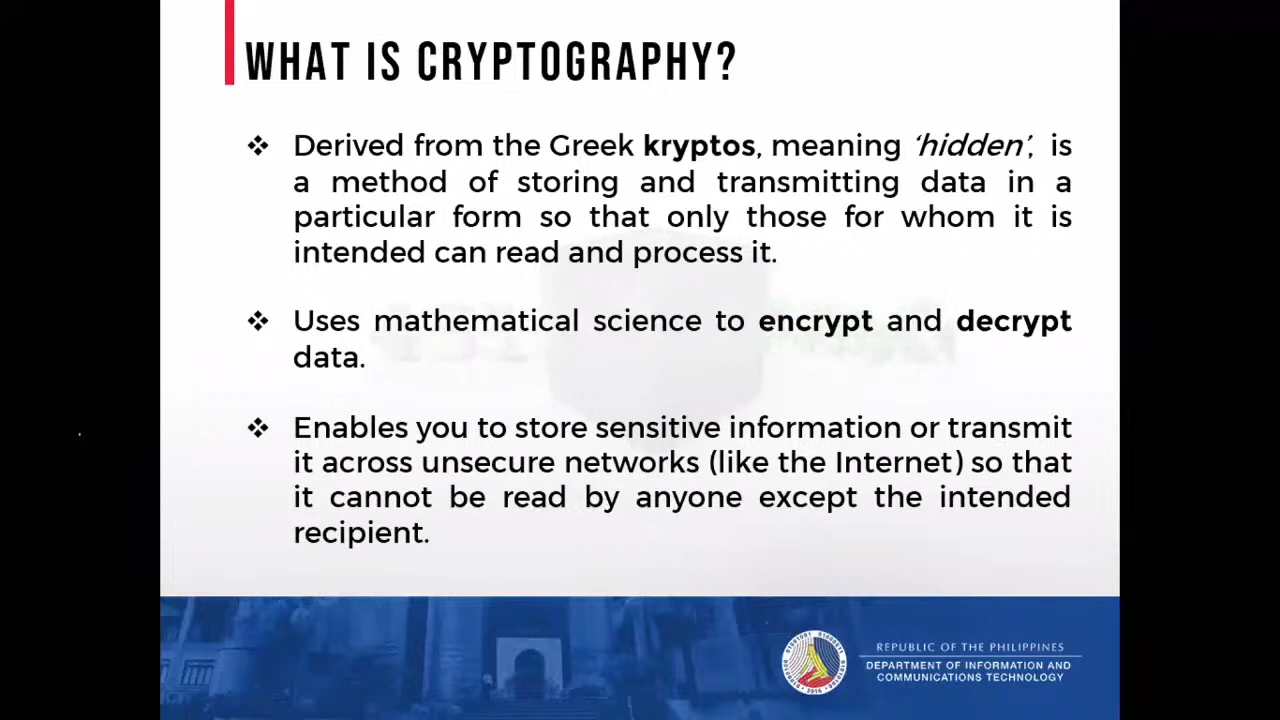 WHAT IS CRYPTOGRAPHY?
❖ Derived from the Greek kryptos, meaning ‘hidden’, is
a method of storing and transmitting data in a
particular form so that only those for whom it is
intended can read and process it.
❖ Uses mathematical science to encrypt and decrypt
data.
❖ Enables you to store sensitive information or transmit
it across unsecure networks (like the Internet) so that
it cannot be read by anyone except the intended
recipient.
REPUBLIC OF THE PHILIPPINES
DEPARTMENT OF INFORMATION AND
COMMUNICATIONS TECHNOLOGY
2016